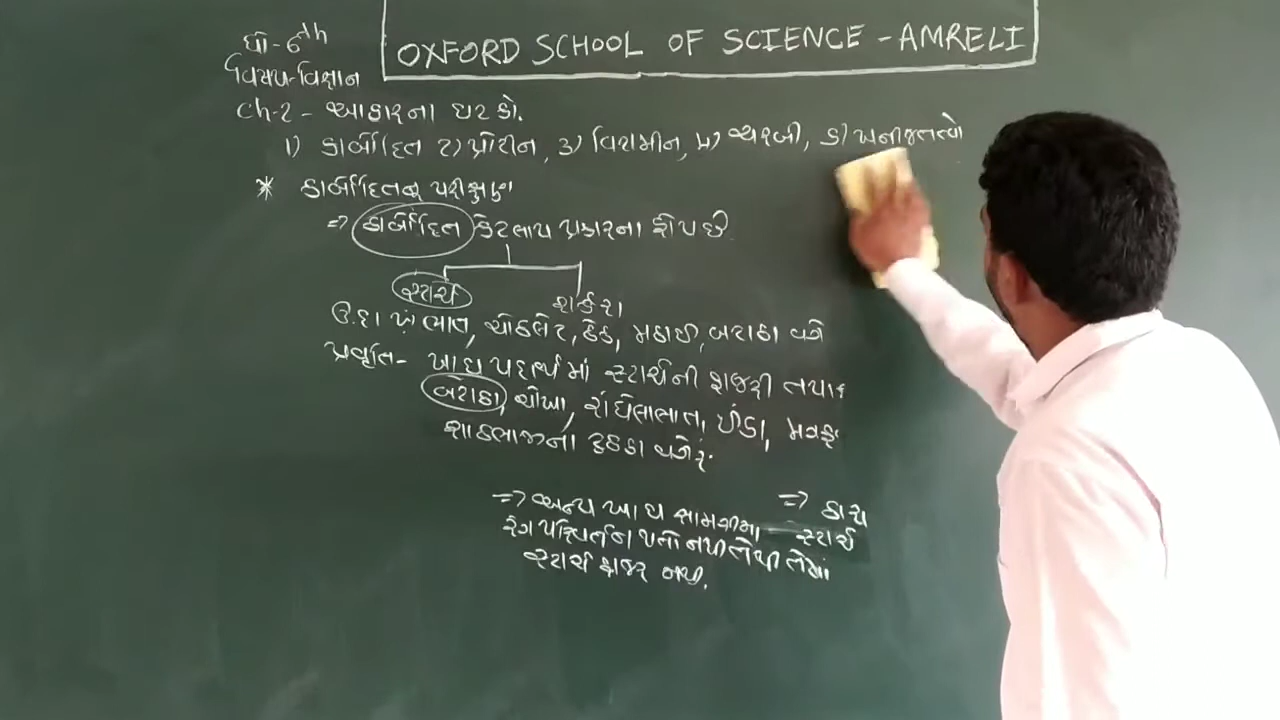 OXFORD SCHOOL OF SCIENCE - AMRELI
ધો - 6th
વિષય - વિજ્ઞાન
Ch-2 - આહારના ઘટકો.
1) કાર્બોદિત 2) પ્રોટીન, 3) વિટામીન, 4) ચરબી, 5) ખનીજતત્વો
* કાર્બોદિતનુ પરીક્ષણ
=> કાર્બોદિત કેટલાય પ્રકારના હોય છે.
સ્ટાર્ચ શર્કરા
ઉ.દા ભાત, ચોકલેટ, કેક, મઠાઈ, બટાકા વગે
પ્રવૃતિ - ખાદ્ય પદાર્થમાં સ્ટાર્ચની હાજરી તપાસ
બટાકા, ચોખા, રાંધેલાભાત, ઈંડા, મગફ
શાકભાજીના ટુકડા વગેરે.
=> અન્ય ખાદ્ય સામગ્રીમા
રંગ પરિવર્તન થતો નથી તેથી તેમાં
સ્ટાર્ચ હાજર નથી.
=> કાચ
સ્ટાર્ચ